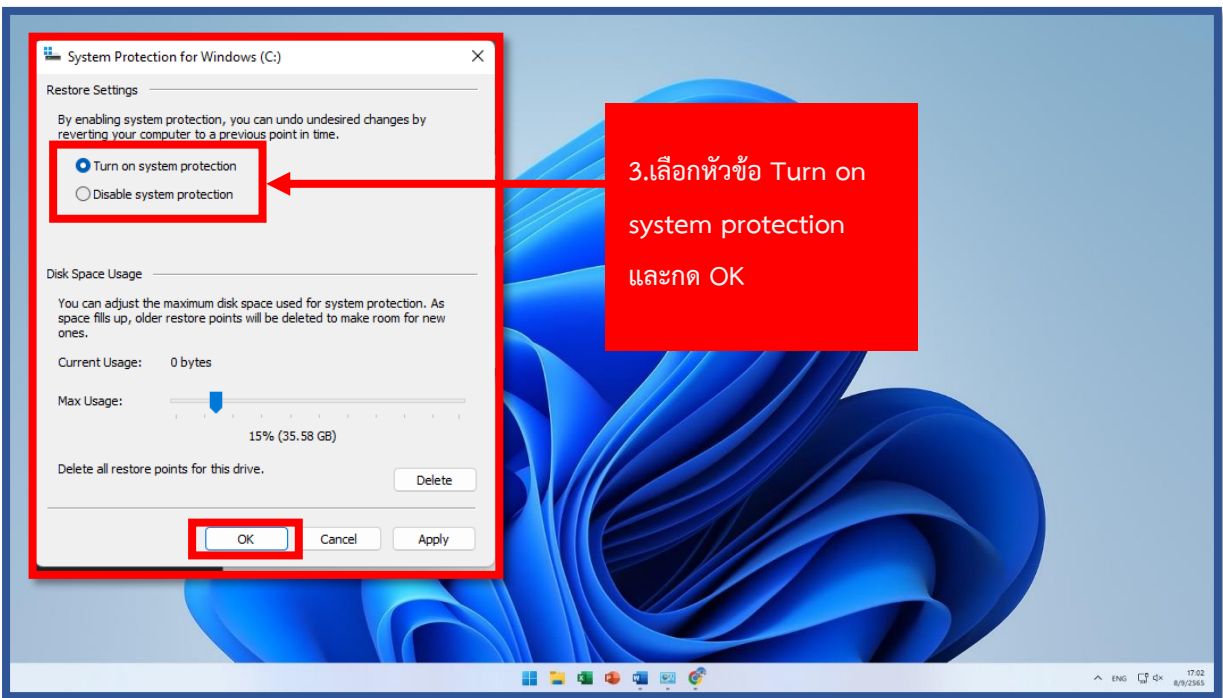 System Protection for Windows (C:)
Restore Settings
By enabling system protection, you can undo undesired changes by
reverting your computer to a previous point in time.
Turn on system protection
Disable system protection
3.เลือกหัวข้อ Turn on
system protection
และกด OK
Disk Space Usage
You can adjust the maximum disk space used for system protection. As
space fills up, older restore points will be deleted to make room for new
ones.
Current Usage: 0 bytes
Max Usage:
15% (35.58 GB)
Delete all restore points for this drive.
Delete
OK Cancel Apply
ENG
17:02
8/9/2565